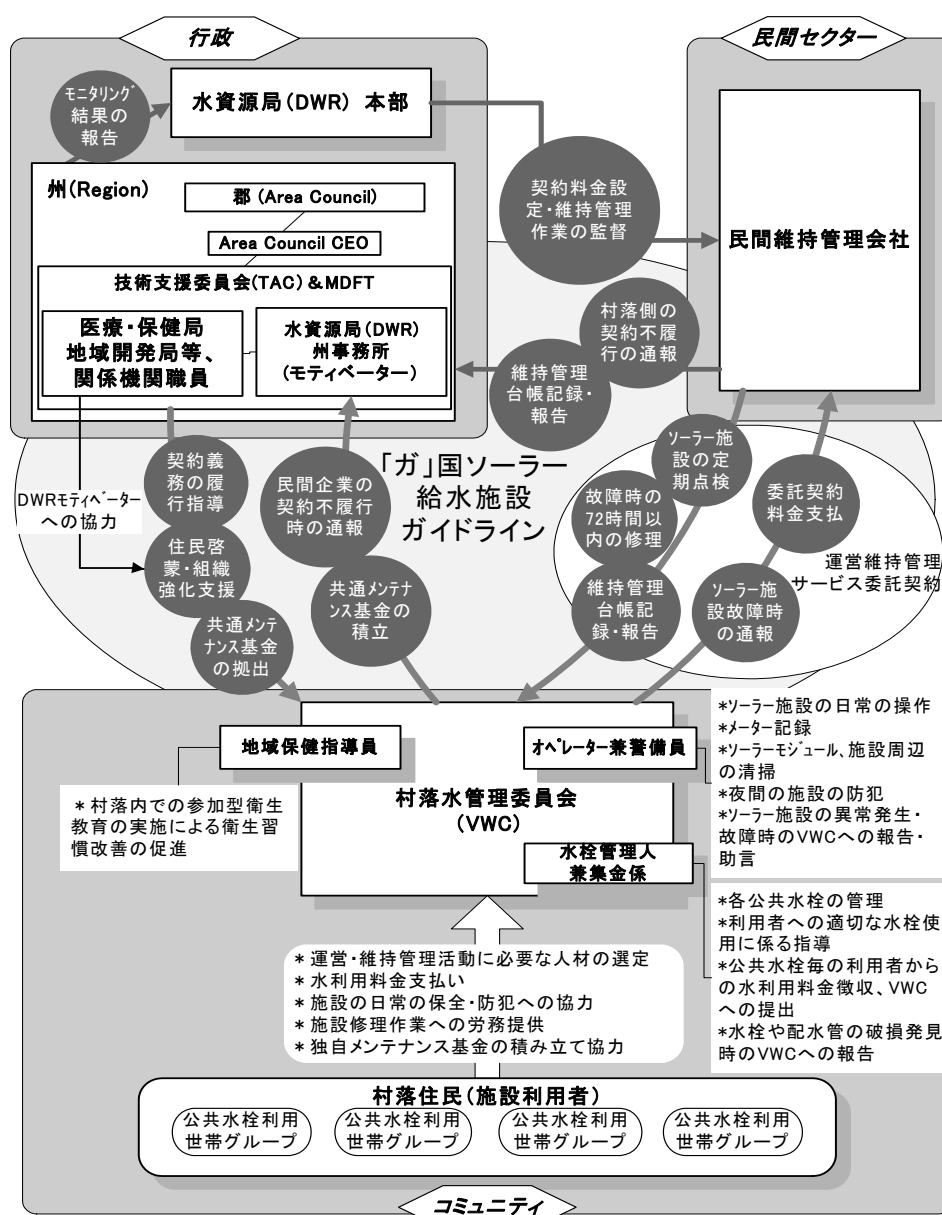 行政
民間セクター
モニタリング
結果の
報告
水資源局(DWR) 本部
州(Region)
郡 (Area Council)
Area Council CEO
技術支援委員会(TAC)&MDFT
医療・保健局
地域開発局等、
関係機関職員
水資源局(DWR)
州事務所
(モティベーター)
契約料金設
定・維持管理
作業の監督
民間維持管理会社
村落側の
契約不履
行の通報
維持管理
台帳記録・
報告
「ガ」国ソーラー
給水施設
ガイドライン
DWRモティベーター
への協力
契約義
務の履
行指導
住民啓
蒙・組織
強化支援
共通メンテ
ナンス基金
の拠出
民間企業の
契約不履行
時の通報
共通メンテナ
ンス基金の
積立
ソーラー施
設の定
期点検
故障時の
72時間以
内の修理
維持管理
台帳記
録・報告
委託契約
料金支払
ソーラー施
設故障時
の通報
運営維持管理
サービス委託契約
地域保健指導員
オペレーター兼警備員
村落水管理委員会
(VWC)
水栓管理人
兼集金係
*村落内での参加型衛生
教育の実施による衛生習
慣改善の促進
*ソーラー施設の日常の操作
*メーター記録
*ソーラーモジュール、施設周辺
の清掃
*夜間の施設の防犯
*ソーラー施設の異常発生・
故障時のVWCへの報告・
助言
*各公共水栓の管理
*利用者への適切な水栓使
用に係る指導
*公共水栓毎の利用者から
の水利用料金徴収、VWC
への提出
*水栓や配水管の破損発見
時のVWCへの報告
* 運営・維持管理活動に必要な人材の選定
* 水利用料金支払い
* 施設の日常の保全・防犯への協力
* 施設修理作業への労務提供
* 独自メンテナンス基金の積み立て協力
村落住民(施設利用者)
公共水栓利用
世帯グループ
公共水栓利用
世帯グループ
公共水栓利用
世帯グループ
公共水栓利用
世帯グループ
コミュニティ